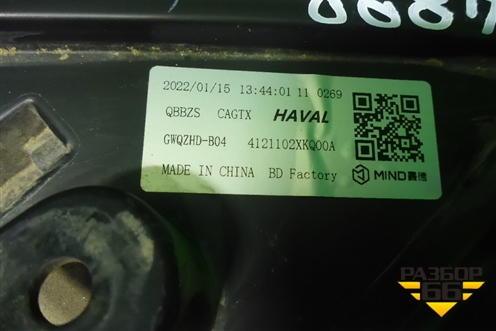 2022/01/15 13:44:01 11 0269
QBBZS CAGTX HAVAL
GWQZHD-B04 4121102XKQ00A
MADE IN CHINA BD Factory MIND
РАЗБОР
66